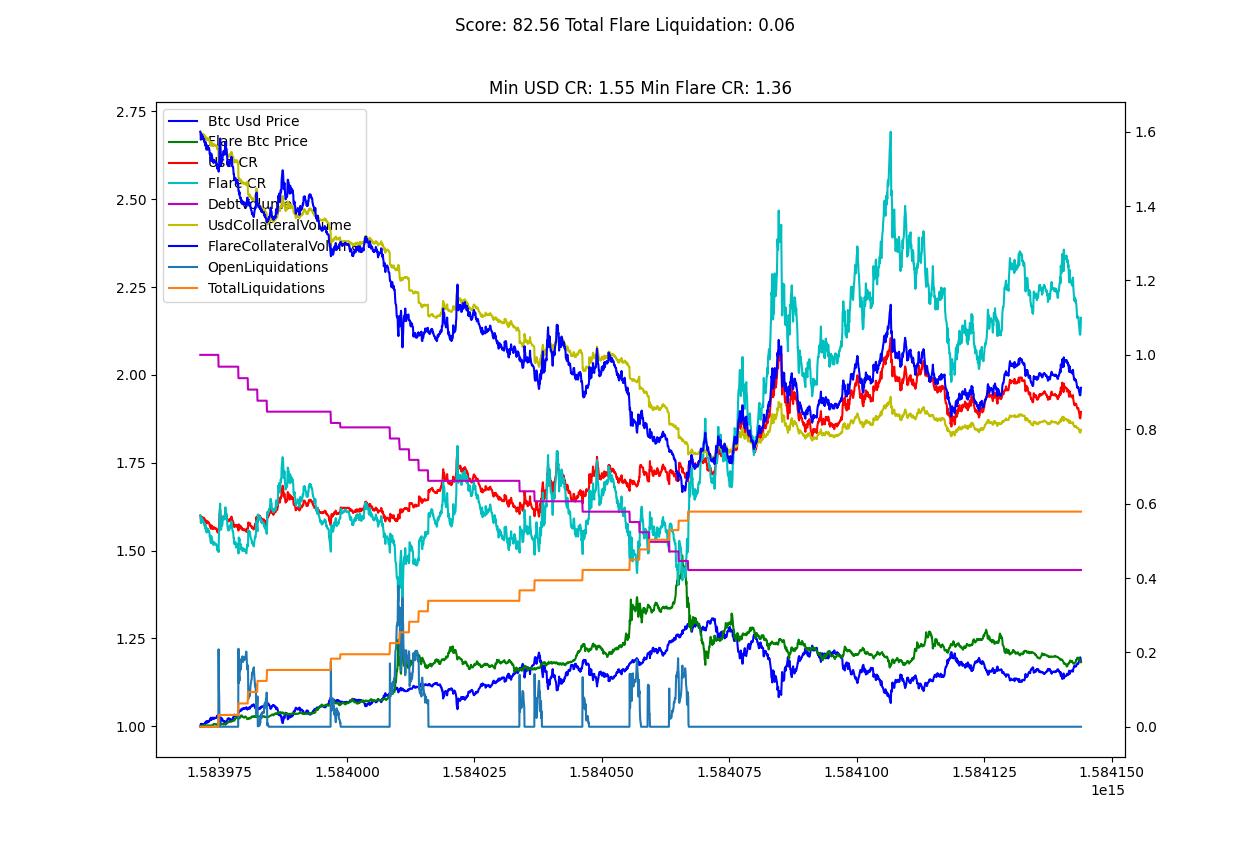 Score: 82.56 Total Flare Liquidation: 0.06
Min USD CR: 1.55 Min Flare CR: 1.36
Btc Usd Price
Flare Btc Price
Usd CR
Flare CR
DebtVolume
UsdCollateralVolume
FlareCollateralVolume
OpenLiquidations
TotalLiquidations
2.75
2.50
2.25
2.00
1.75
1.50
1.25
1.00
1.6
1.4
1.2
1.0
0.8
0.6
0.4
0.2
0.0
1.583975 1.584000 1.584025 1.584050 1.584075 1.584100 1.584125 1.584150
1e15